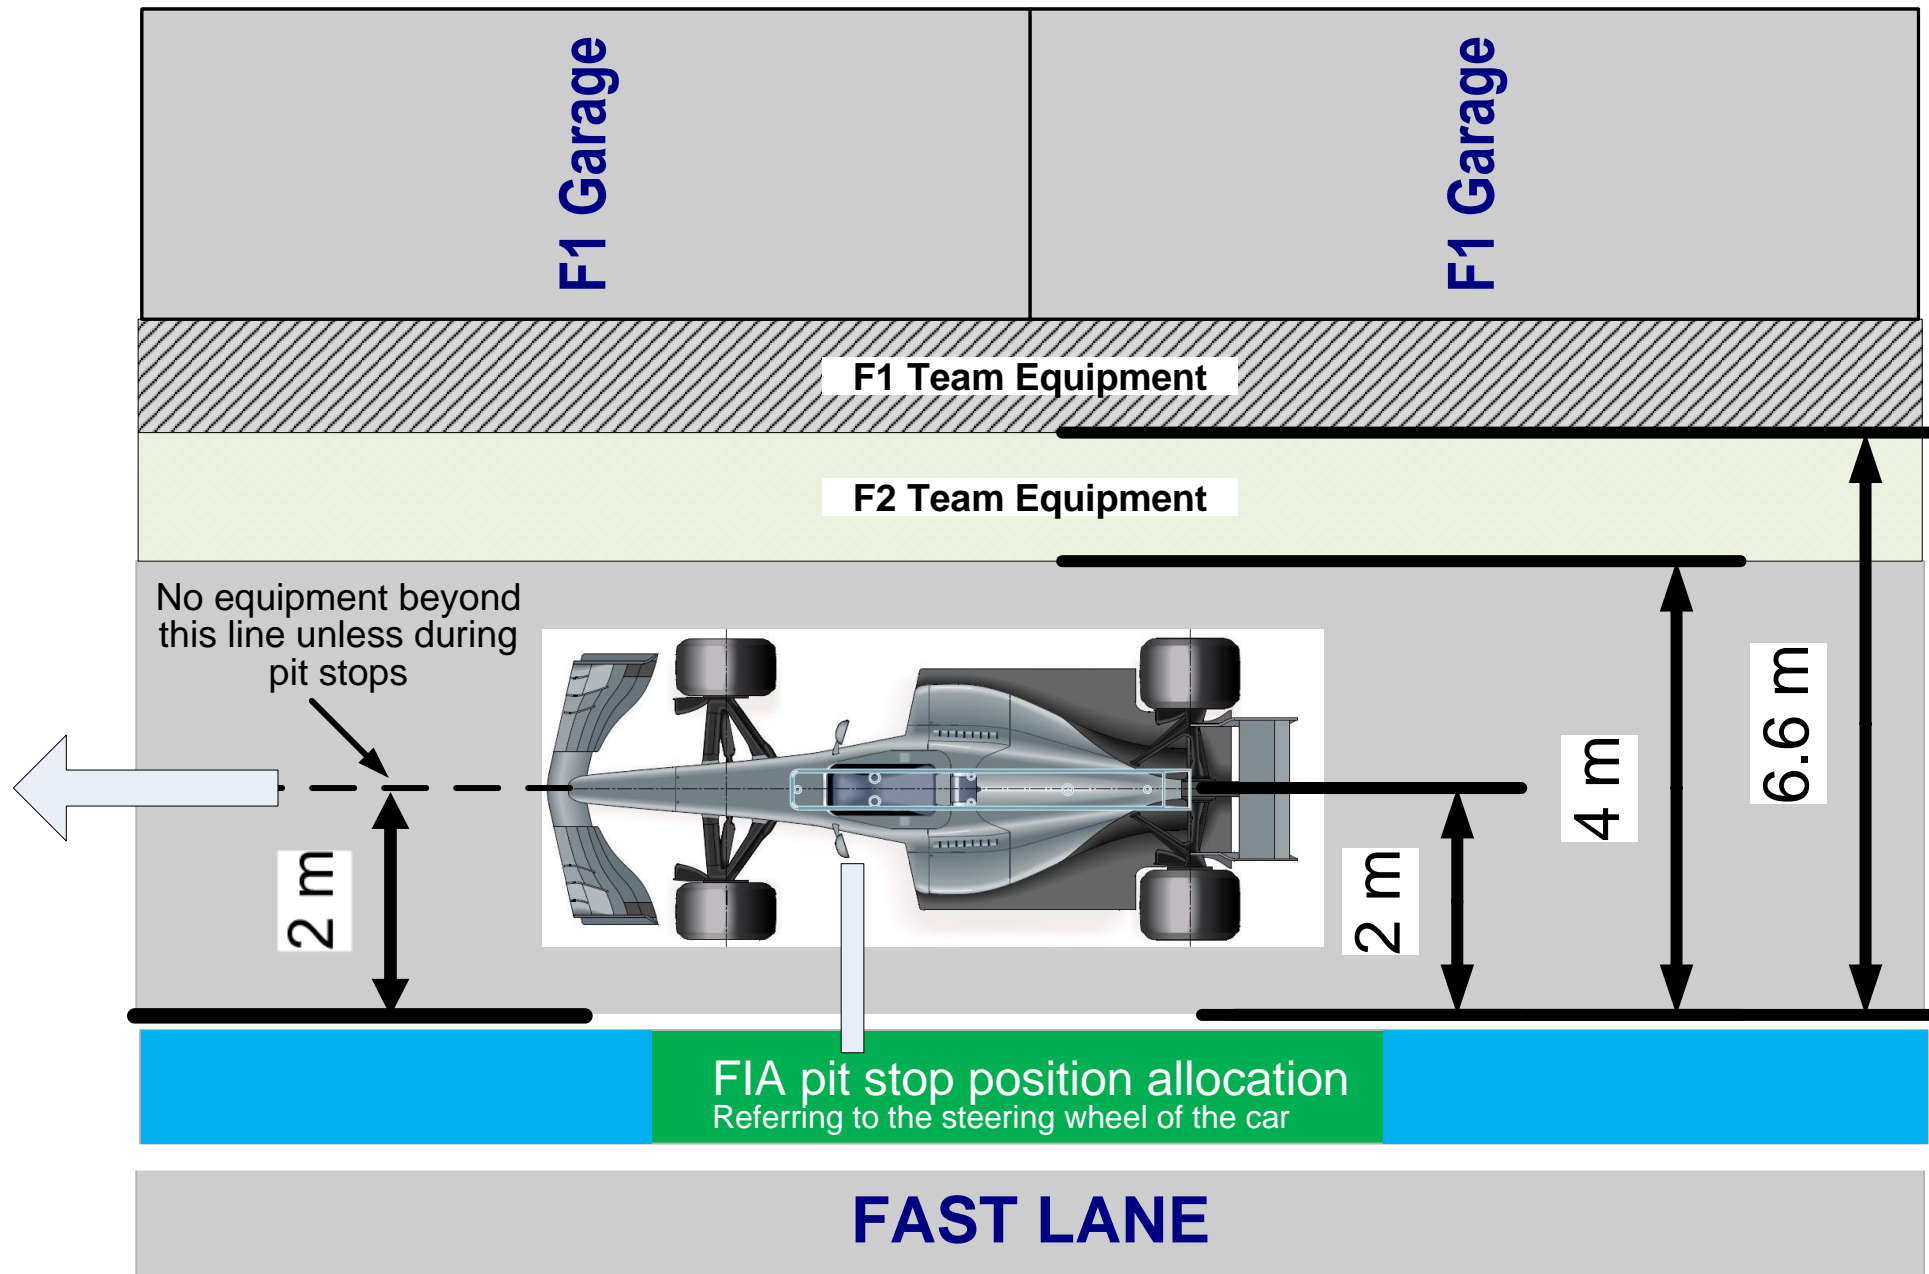 F1 Garage
F1 Garage
F1 Team Equipment
F2 Team Equipment
No equipment beyond
this line unless during
pit stops
2 m
2 m
4 m
6.6 m
FIA pit stop position allocation
Referring to the steering wheel of the car
FAST LANE